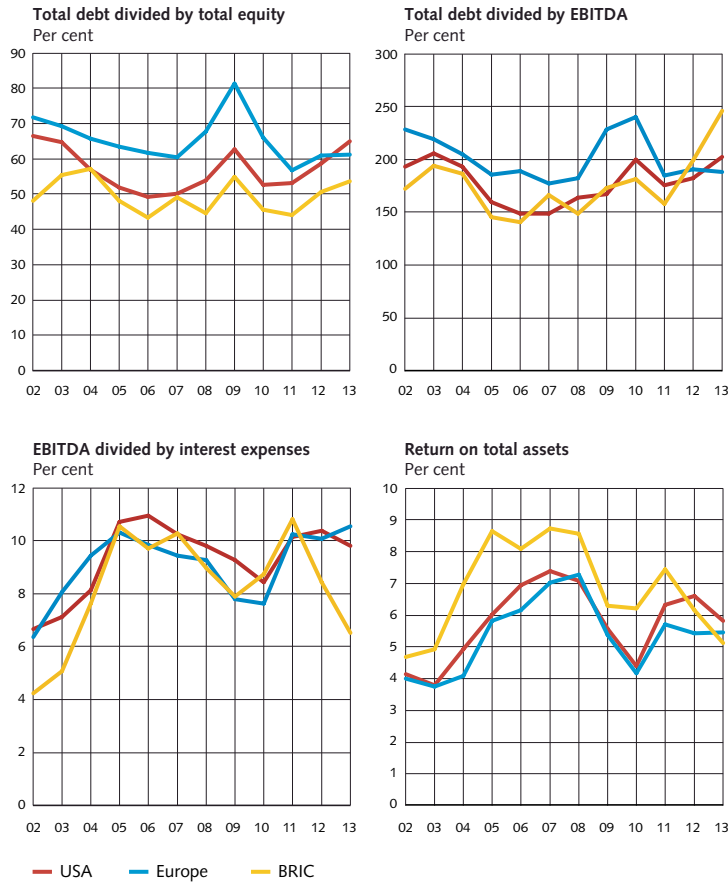 Total debt divided by total equity
Per cent
90
80
70
60
50
40
30
20
10
0
02 03 04 05 06 07 08 09 10 11 12 13
Total debt divided by EBITDA
Per cent
300
250
200
150
100
50
0
02 03 04 05 06 07 08 09 10 11 12 13
EBITDA divided by interest expenses
Per cent
12
10
8
6
4
2
0
02 03 04 05 06 07 08 09 10 11 12 13
Return on total assets
Per cent
10
9
8
7
6
5
4
3
2
1
0
02 03 04 05 06 07 08 09 10 11 12 13
USA Europe BRIC